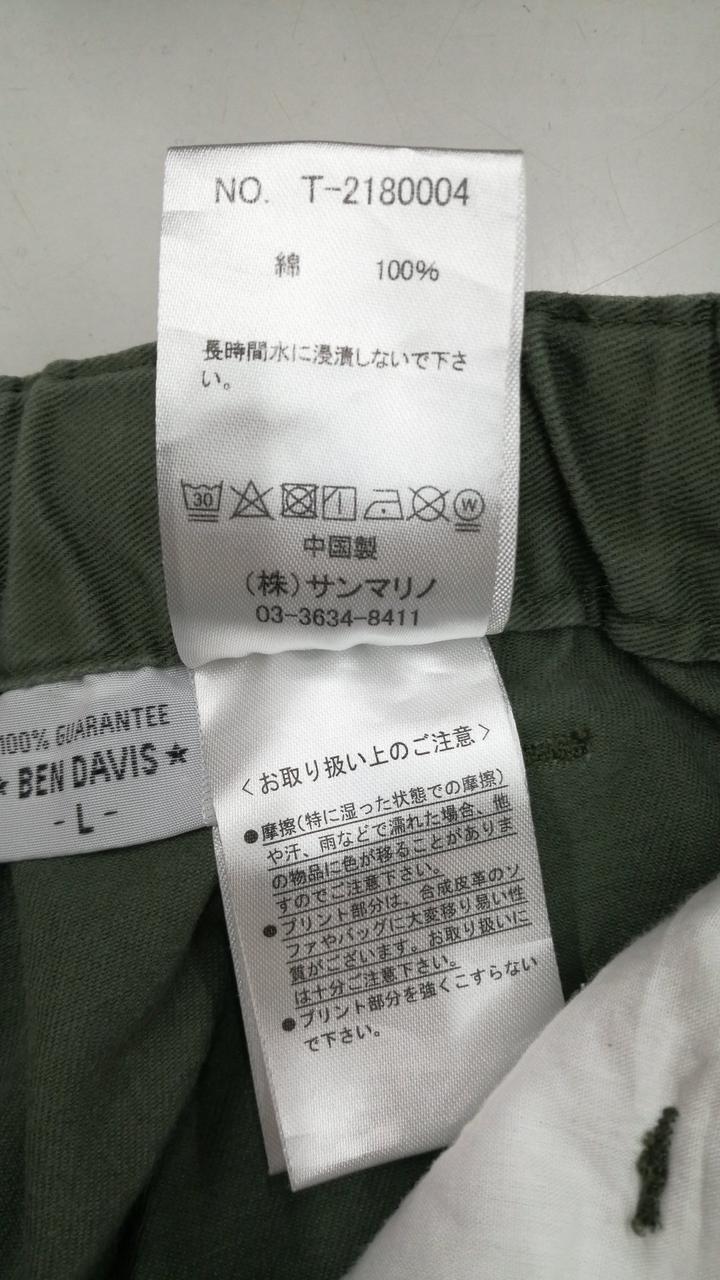 NO. T-2180004
綿 100%
長時間水に浸漬しないで下さ
い。
30
W
中国製
(株)サンマリノ
03-3634-8411
100% GUARANTEE
★ BEN DAVIS ★
- L -
<お取り扱い上のご注意>
●摩擦(特に湿った状態での摩擦)
や汗、雨などで濡れた場合、他
の物品に色が移ることがありま
すのでご注意下さい。
●プリント部分は、合成皮革のソ
ファやバッグに大変移り易い性
質がございます。お取り扱いに
は十分ご注意下さい。
●プリント部分を強くこすらない
で下さい。